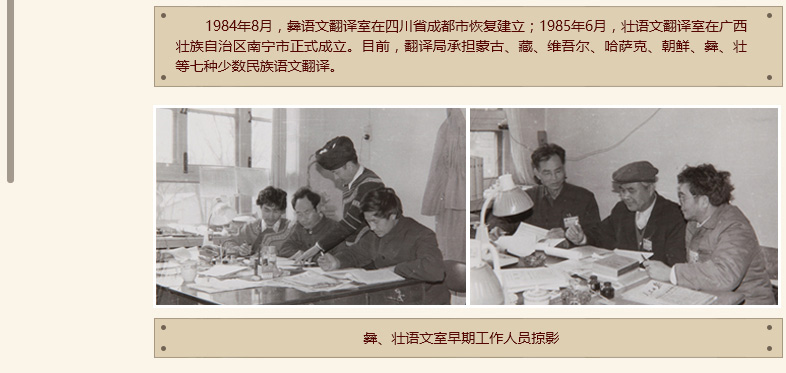 1984年8月，彝语文翻译室在四川省成都市恢复建立；1985年6月，壮语文翻译室在广西
壮族自治区南宁市正式成立。目前，翻译局承担蒙古、藏、维吾尔、哈萨克、朝鲜、彝、壮
等七种少数民族语文翻译。
彝、壮语文室早期工作人员掠影